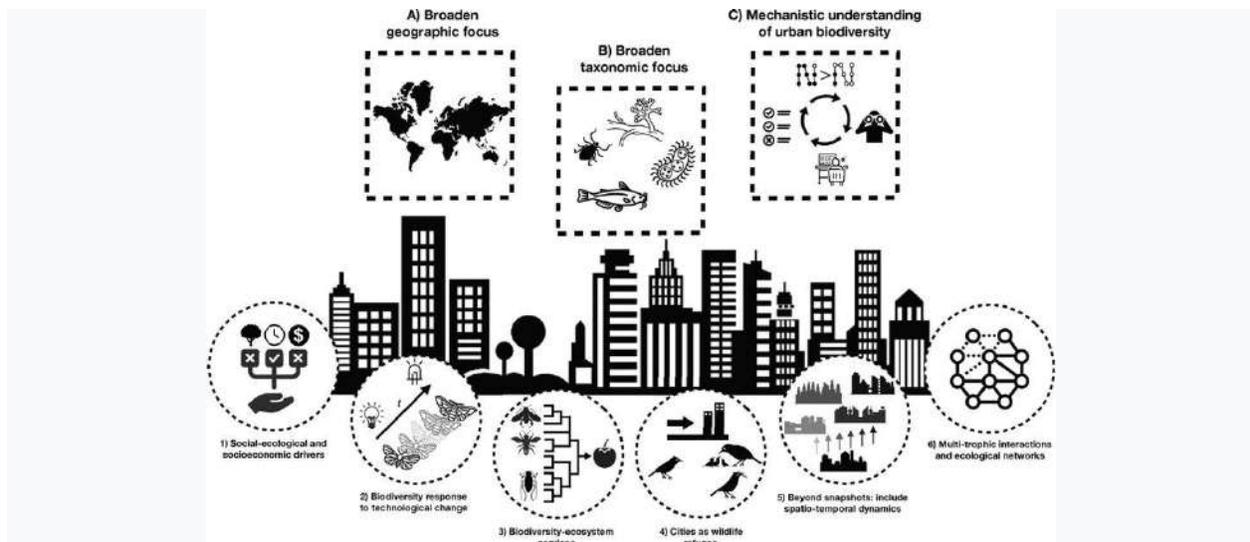 A) Broaden
geographic focus
B) Broaden
taxonomic focus
C) Mechanistic understanding
of urban biodiversity
>
$
t
1) Social-ecological and
socioeconomic drivers
2) Biodiversity response
to technological change
3) Biodiversity-ecosystem
4) Cities as wildlife
5) Beyond snapshots: include
spatio-temporal dynamics
6) Multi-trophic interactions
and ecological networks